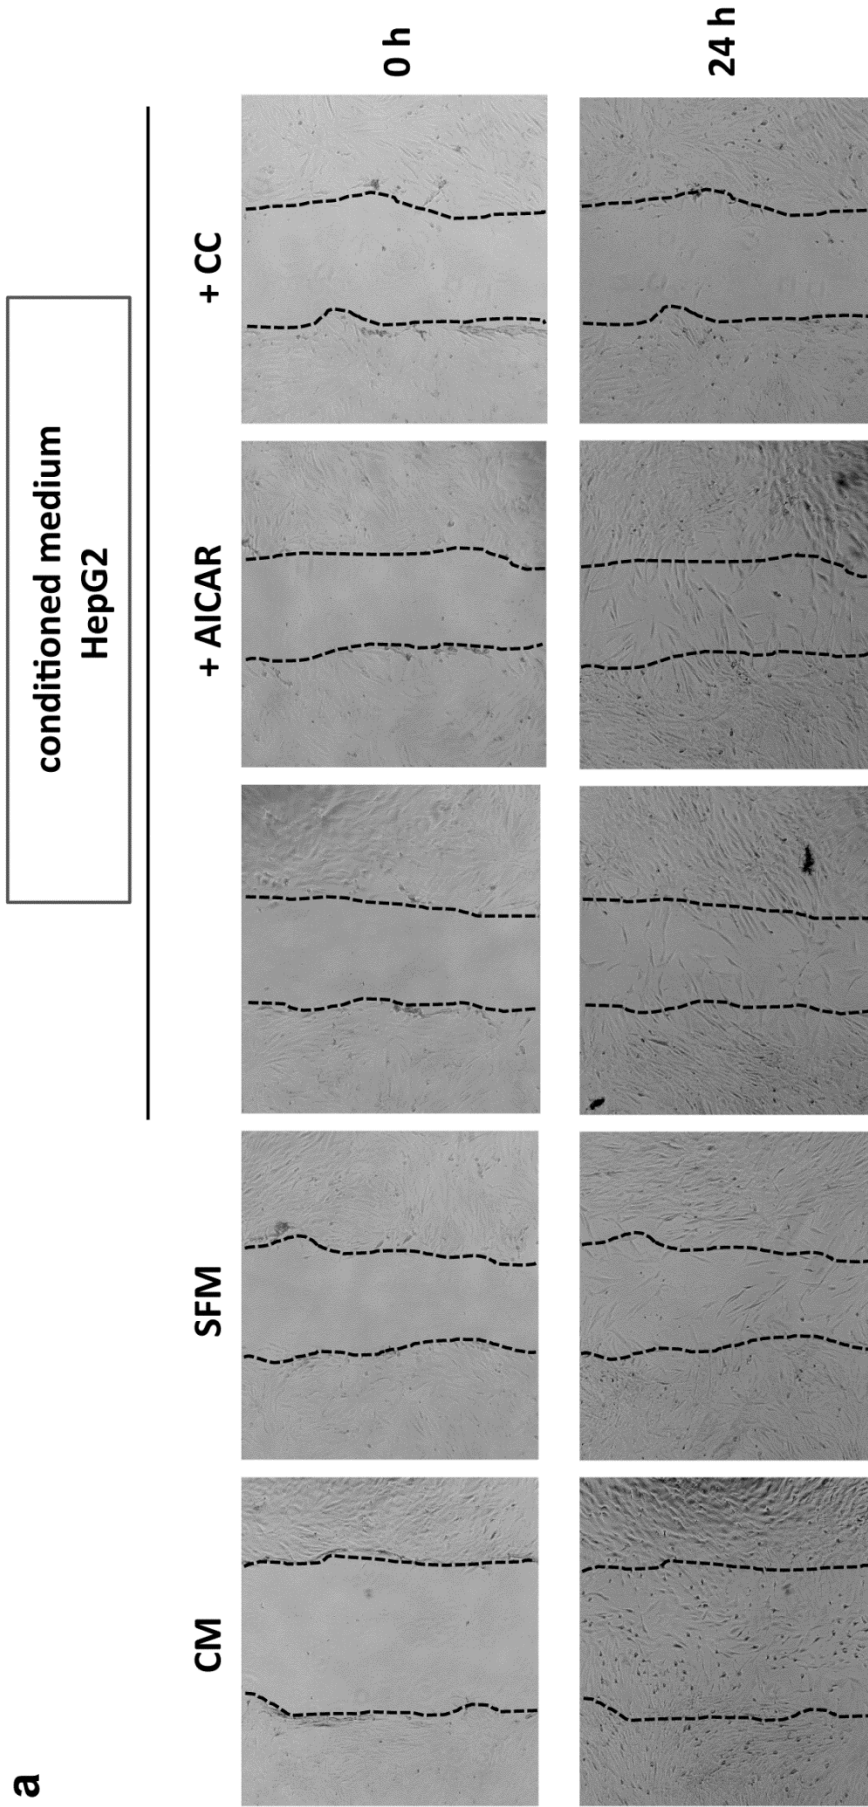 a
conditioned medium
HepG2
CM
SFM
+ AICAR
+ CC
0 h
24 h